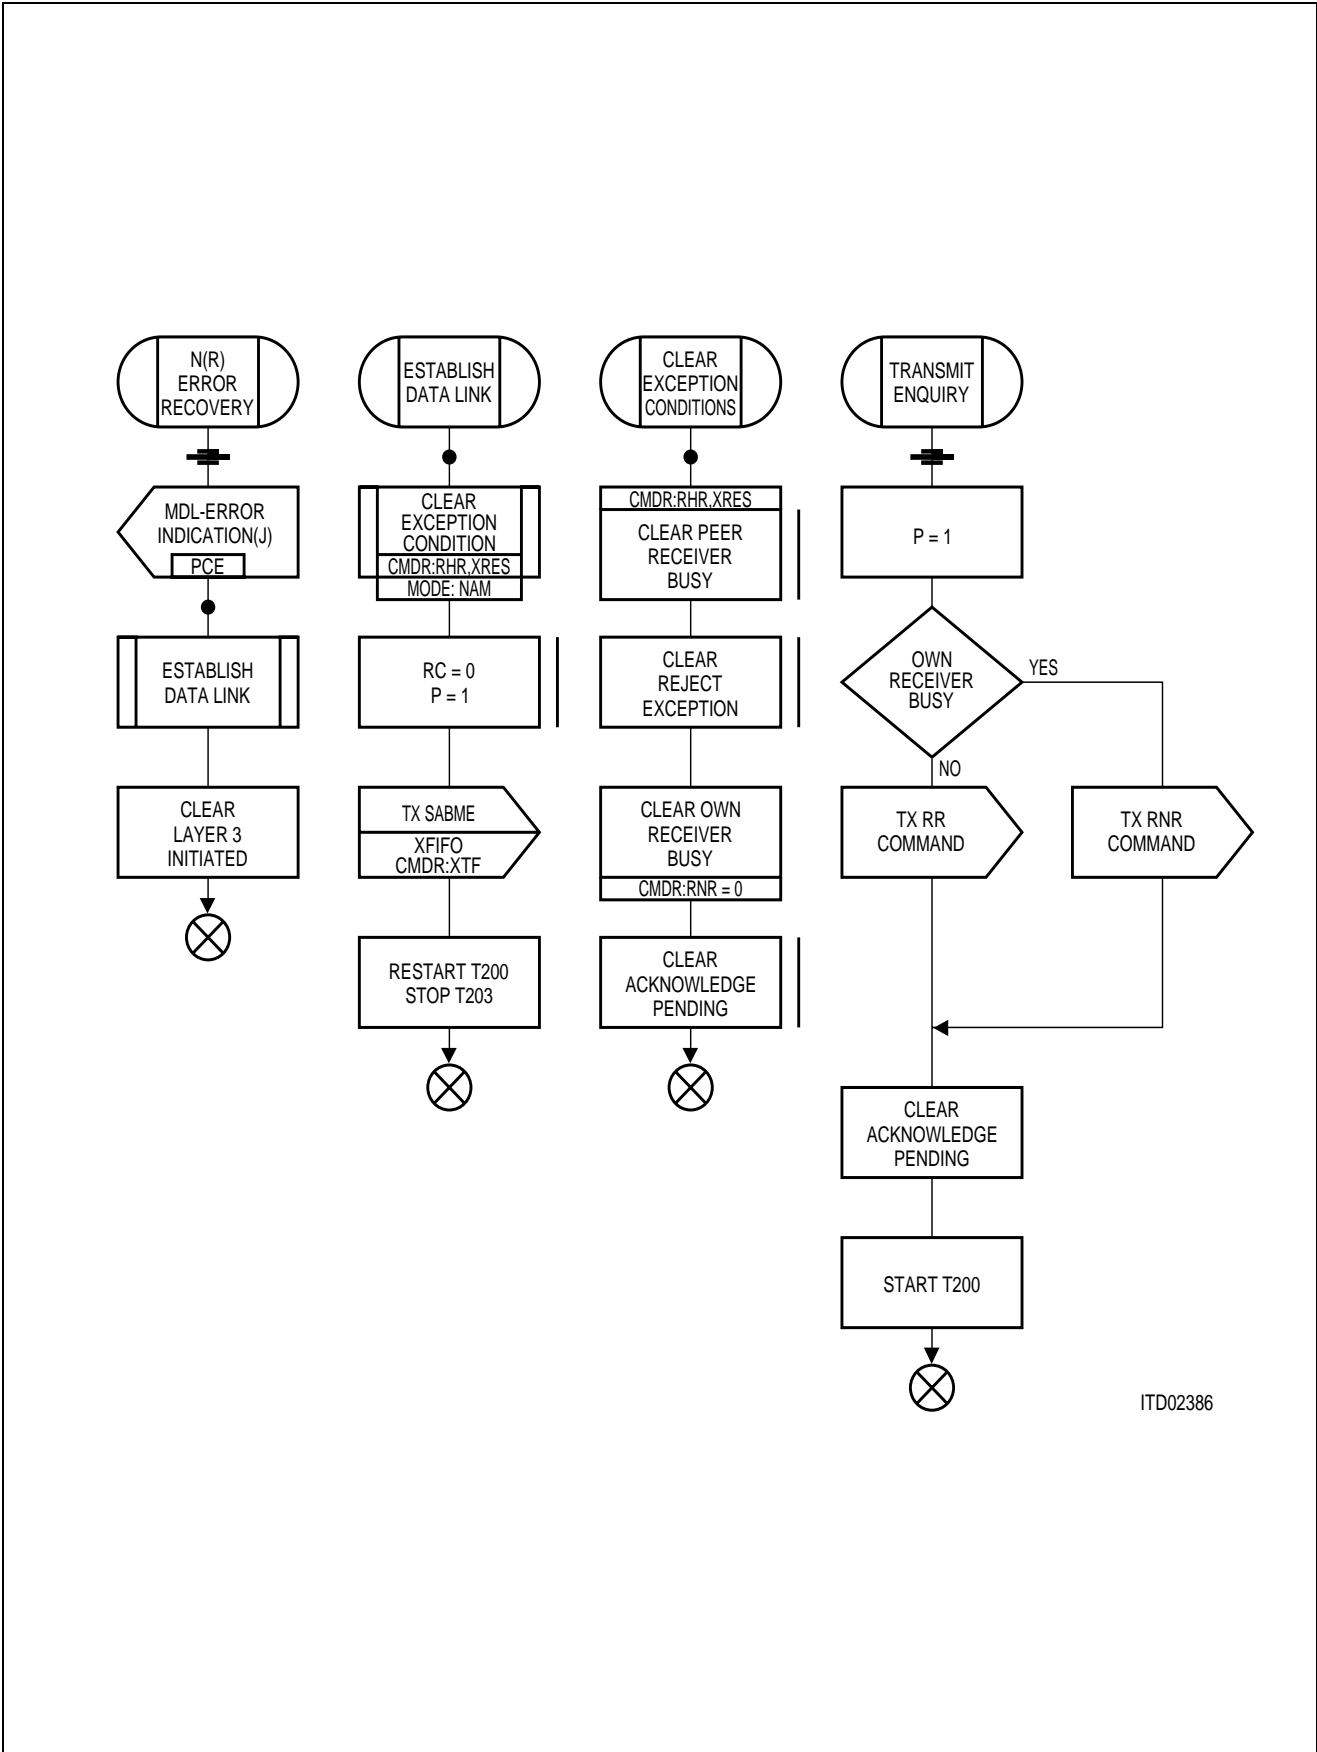 N(R)
ERROR
RECOVERY
MDL-ERROR
INDICATION(J)
PCE
ESTABLISH
DATA LINK
CLEAR
LAYER 3
INITIATED
ESTABLISH
DATA LINK
CLEAR
EXCEPTION
CONDITION
CMDR:RHR,XRES
MODE: NAM
RC = 0
P = 1
TX SABME
XFIFO
CMDR:XTF
RESTART T200
STOP T203
CLEAR
EXCEPTION
CONDITIONS
CMDR:RHR,XRES
CLEAR PEER
RECEIVER
BUSY
CLEAR
REJECT
EXCEPTION
CLEAR OWN
RECEIVER
BUSY
CMDR:RNR = 0
CLEAR
ACKNOWLEDGE
PENDING
TRANSMIT
ENQUIRY
P = 1
OWN
RECEIVER
BUSY
YES
NO
TX RR
COMMAND
TX RNR
COMMAND
CLEAR
ACKNOWLEDGE
PENDING
START T200
ITD02386